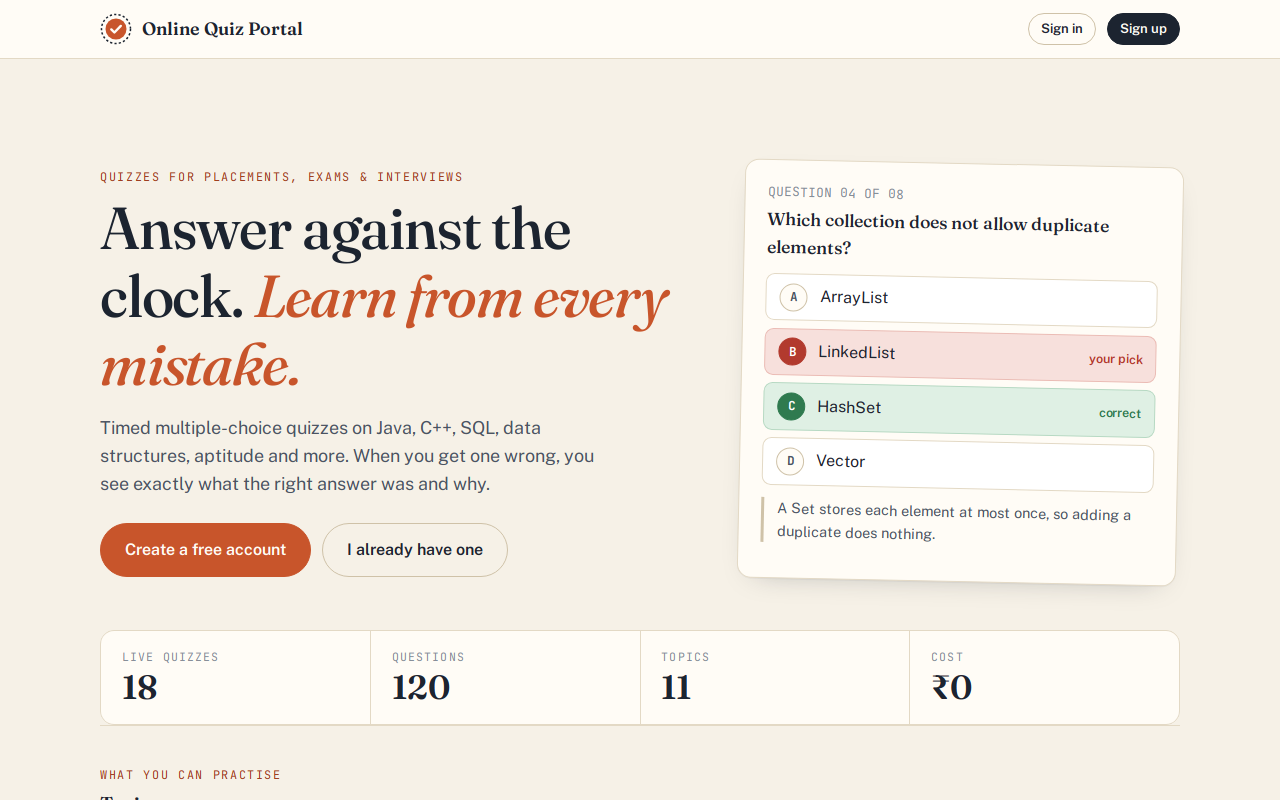 Online Quiz Portal
Sign in
Sign up
QUIZZES FOR PLACEMENTS, EXAMS & INTERVIEWS
Answer against the
clock. Learn from every
mistake.
Timed multiple-choice quizzes on Java, C++, SQL, data
structures, aptitude and more. When you get one wrong, you
see exactly what the right answer was and why.
Create a free account
I already have one
QUESTION 04 OF 08
Which collection does not allow duplicate
elements?
A ArrayList
B LinkedList your pick
C HashSet correct
D Vector
A Set stores each element at most once, so adding a
duplicate does nothing.
LIVE QUIZZES
18
QUESTIONS
120
TOPICS
11
COST
₹0
WHAT YOU CAN PRACTISE